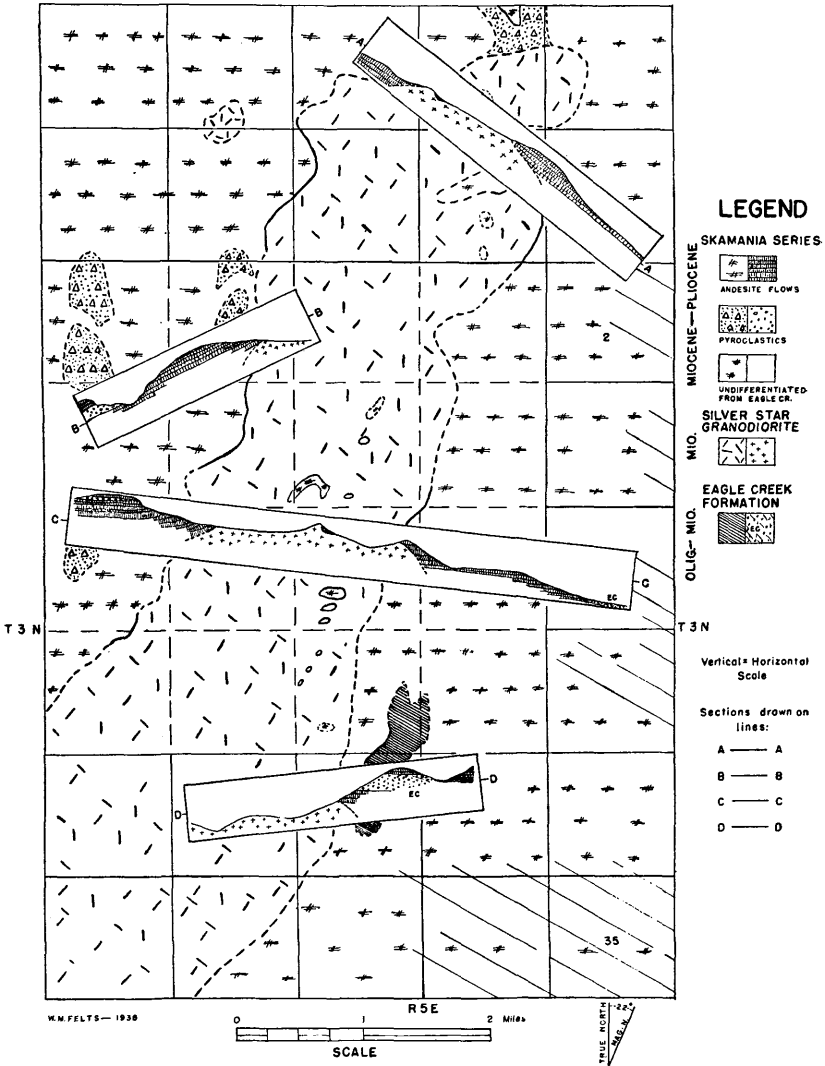 A
A
B
B
C
C
EC
2
T 3 N
T 3 N
EC
D
D
35
W.M. FELTS — 1938
R 5 E
0 1 2 Miles
SCALE
TRUE NORTH
MAG. N.
-22°
LEGEND
MIOCENE—PLIOCENE
SKAMANIA SERIES
ANDESITE FLOWS
PYROCLASTICS
UNDIFFERENTIATED
FROM EAGLE CR.
MIO.
SILVER STAR
GRANODIORITE
OLIG.— MIO.
EAGLE CREEK
FORMATION
EC
Vertical = Horizontal
Scale
Sections drawn on
lines:
A — A
B — B
C — C
D — D